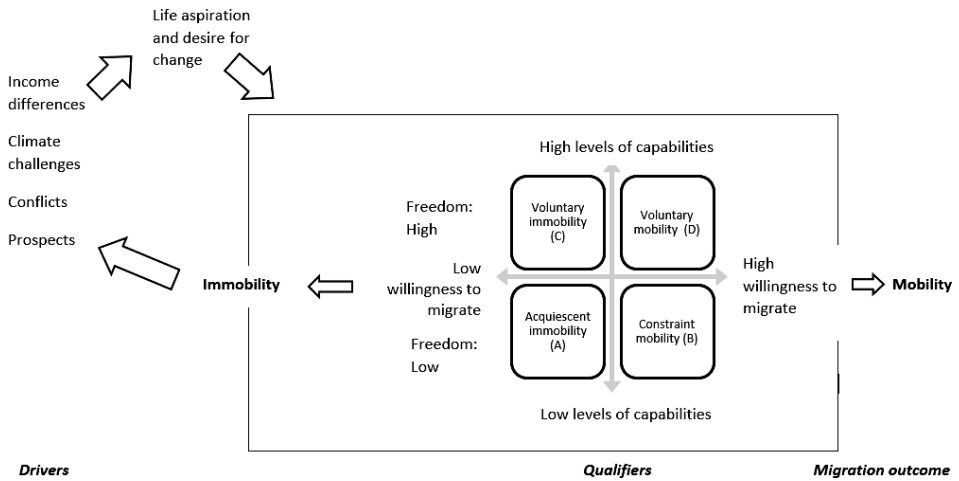 Life aspiration
and desire for
change
Income
differences
Climate
challenges
Conflicts
Prospects
High levels of capabilities
Freedom:
High
Voluntary
immobility
(C)
Voluntary
mobility (D)
Immobility
Low
willingness to
migrate
High
willingness to
migrate
Mobility
Freedom:
Low
Acquiescent
immobility
(A)
Constraint
mobility (B)
Low levels of capabilities
Drivers
Qualifiers
Migration outcome